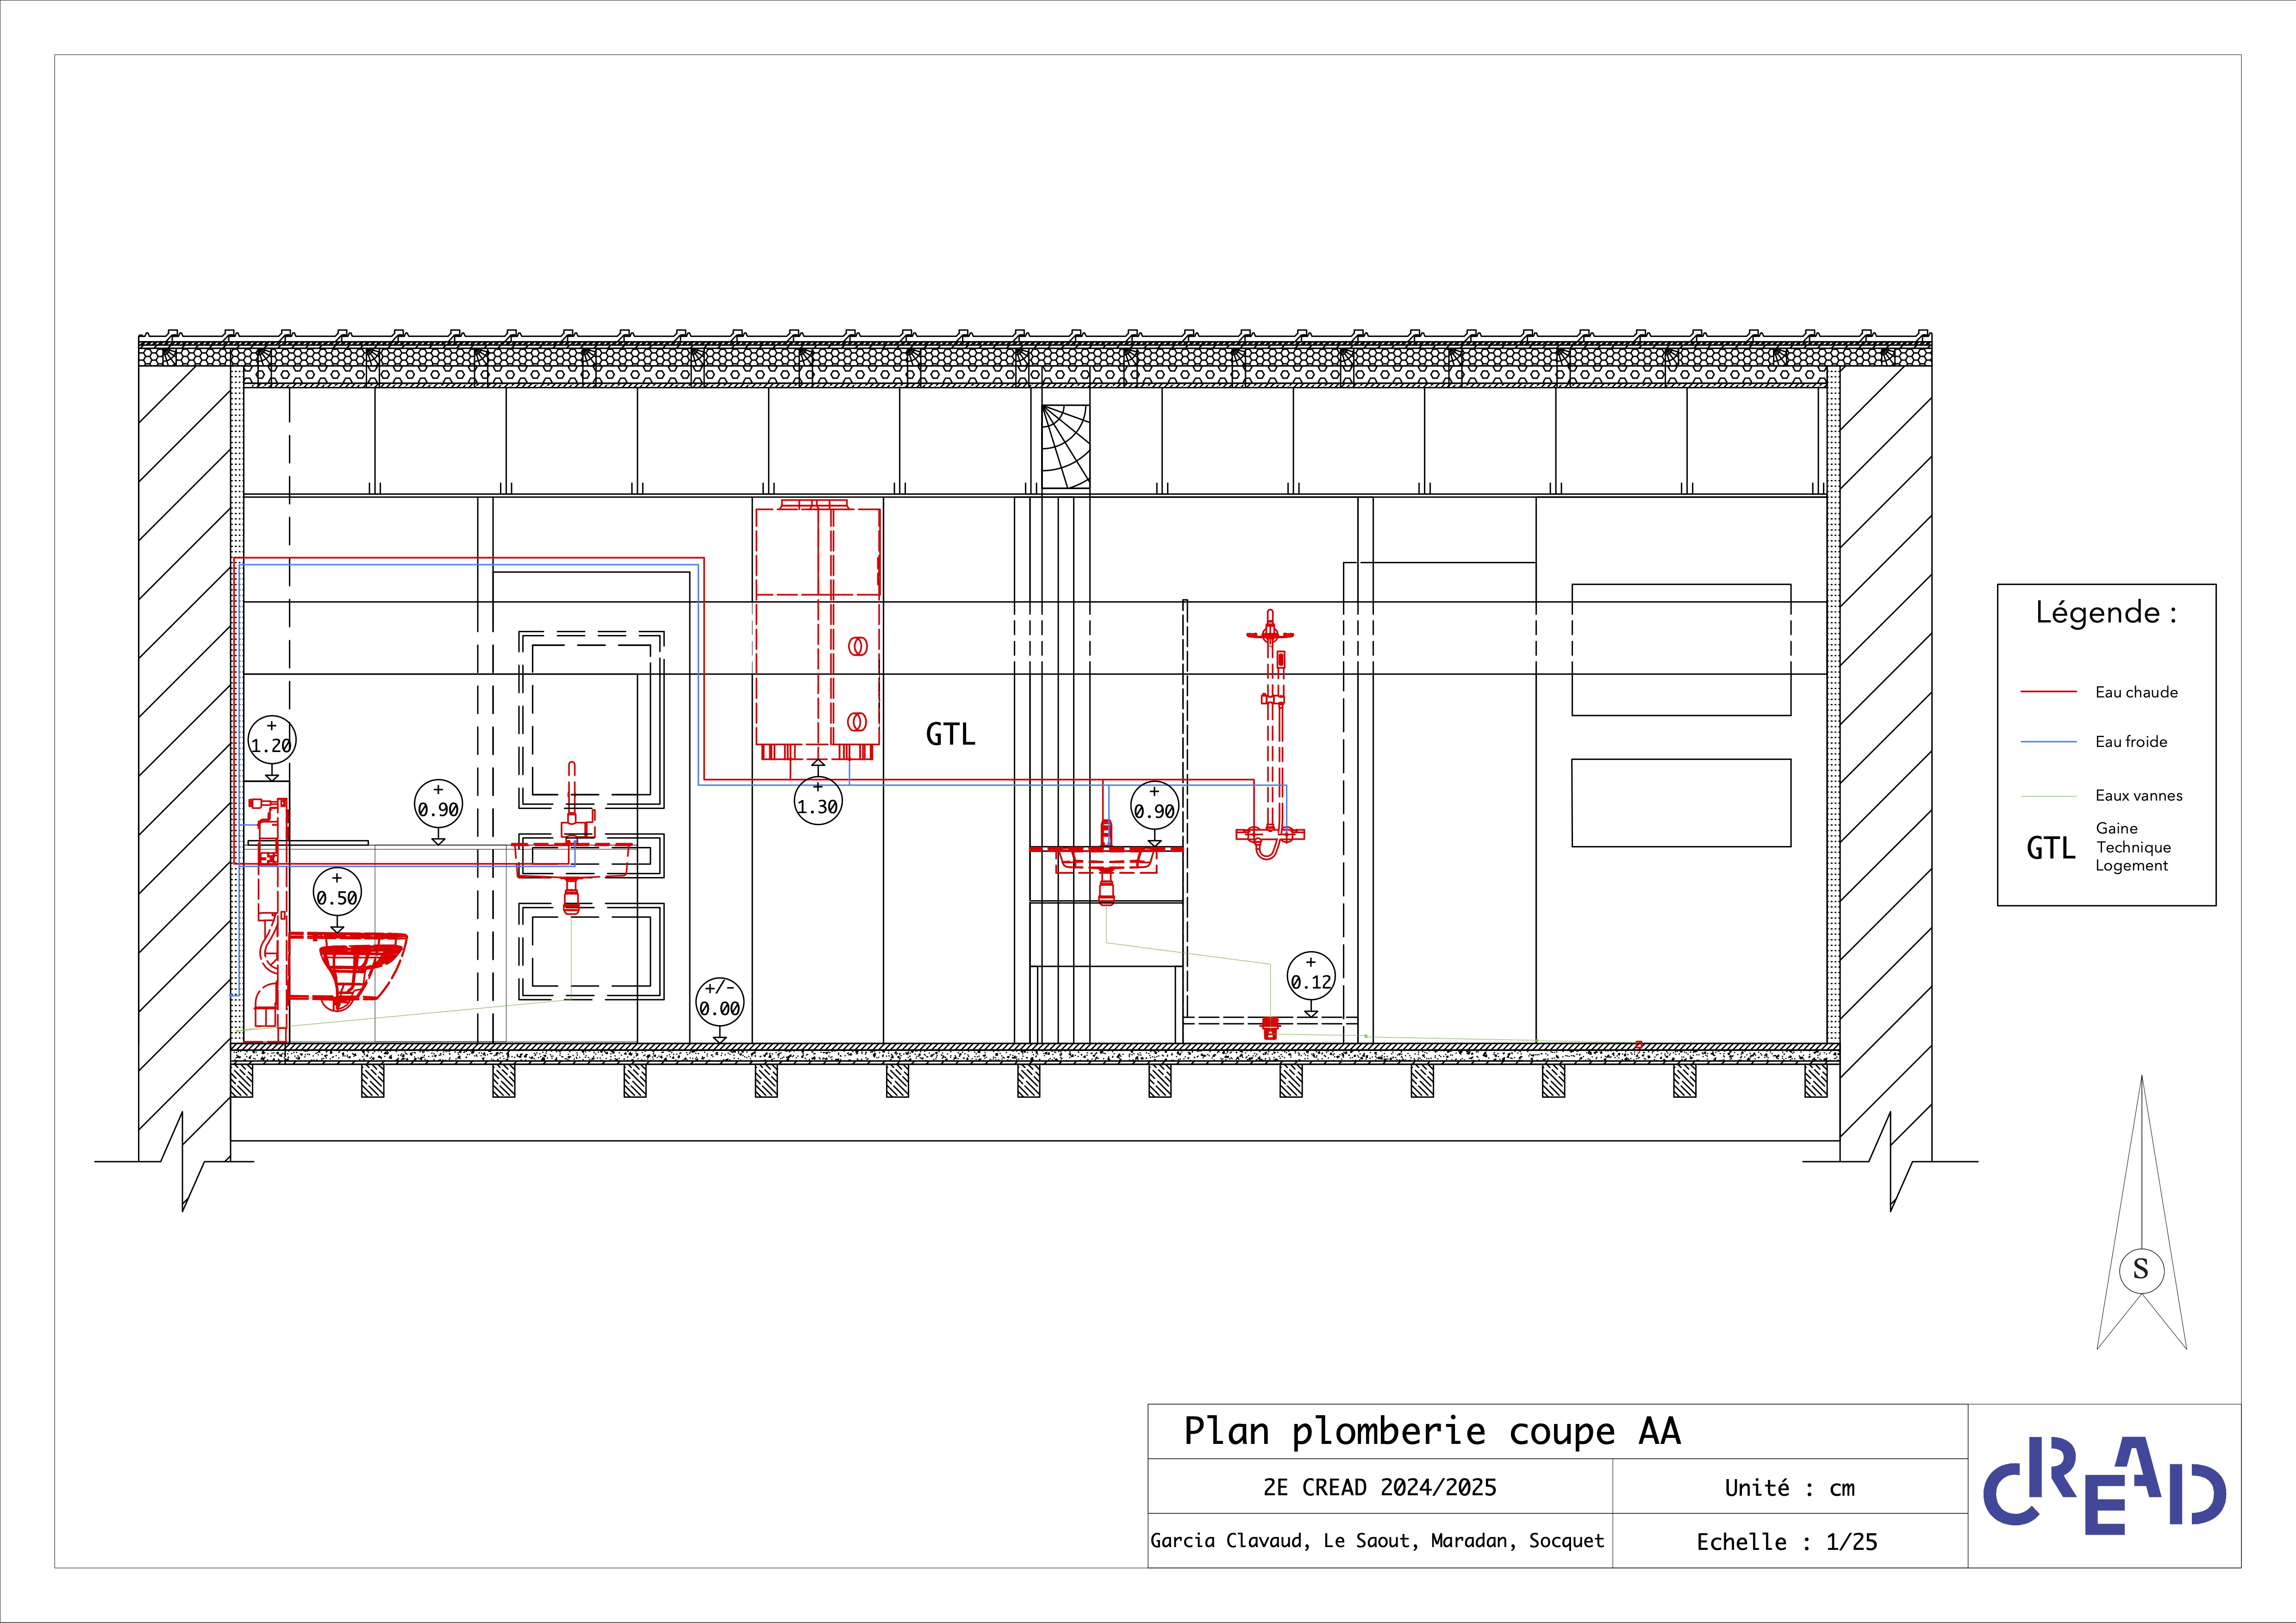 +
1.20
+
0.90
+
0.50
+/-
0.00
+
1.30
GTL
+
0.90
+
0.12
Légende :
Eau chaude
Eau froide
Eaux vannes
GTL
Gaine
Technique
Logement
S
Plan plomberie coupe AA
2E CREAD 2024/2025
Unité : cm
Garcia Clavaud, Le Saout, Maradan, Socquet
Echelle : 1/25
CREAD